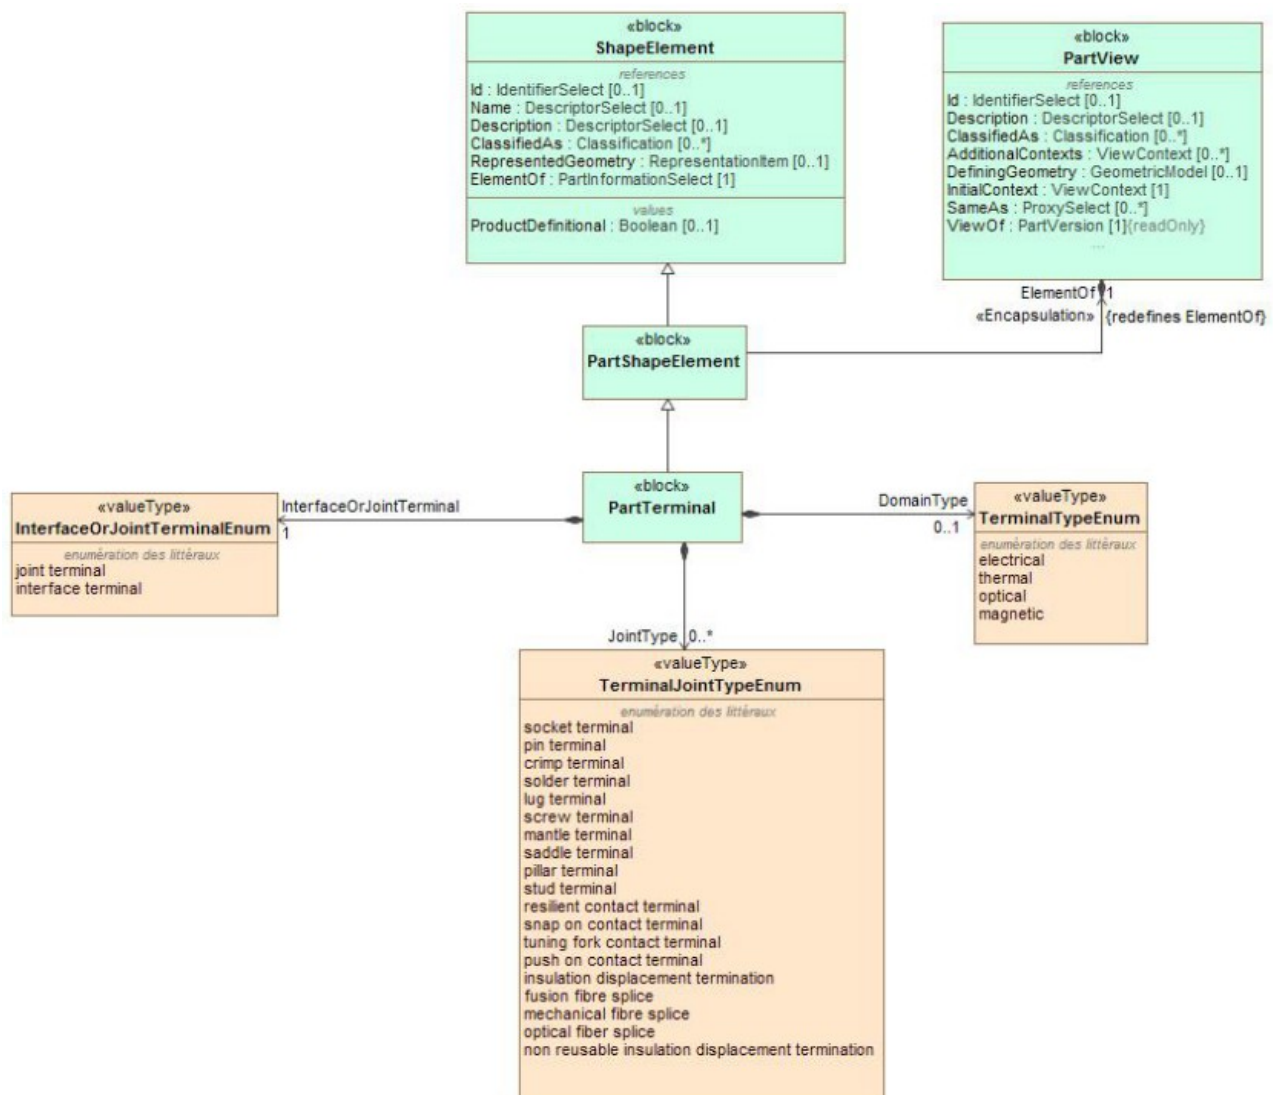 «block»
ShapeElement
references
Id : IdentifierSelect [0..1]
Name : DescriptorSelect [0..1]
Description : DescriptorSelect [0..1]
ClassifiedAs : Classification [0..*]
RepresentedGeometry : RepresentationItem [0..1]
ElementOf : PartInformationSelect [1]
values
ProductDefinitional : Boolean [0..1]
«block»
PartView
references
Id : IdentifierSelect [0..1]
Description : DescriptorSelect [0..1]
ClassifiedAs : Classification [0..*]
AdditionalContexts : ViewContext [0..*]
DefiningGeometry : GeometricModel [0..1]
InitialContext : ViewContext [1]
SameAs : ProxySelect [0..*]
ViewOf : PartVersion [1]{readOnly}
...
ElementOf 1
«Encapsulation» {redefines ElementOf}
«block»
PartShapeElement
«block»
PartTerminal
InterfaceOrJointTerminal
1
«valueType»
InterfaceOrJointTerminalEnum
enumération des littéraux
joint terminal
interface terminal
DomainType
0..1
«valueType»
TerminalTypeEnum
enumération des littéraux
electrical
thermal
optical
magnetic
JointType 0..*
«valueType»
TerminalJointTypeEnum
enumération des littéraux
socket terminal
pin terminal
crimp terminal
solder terminal
lug terminal
screw terminal
mantle terminal
saddle terminal
pillar terminal
stud terminal
resilient contact terminal
snap on contact terminal
tuning fork contact terminal
push on contact terminal
insulation displacement termination
fusion fibre splice
mechanical fibre splice
optical fiber splice
non reusable insulation displacement termination